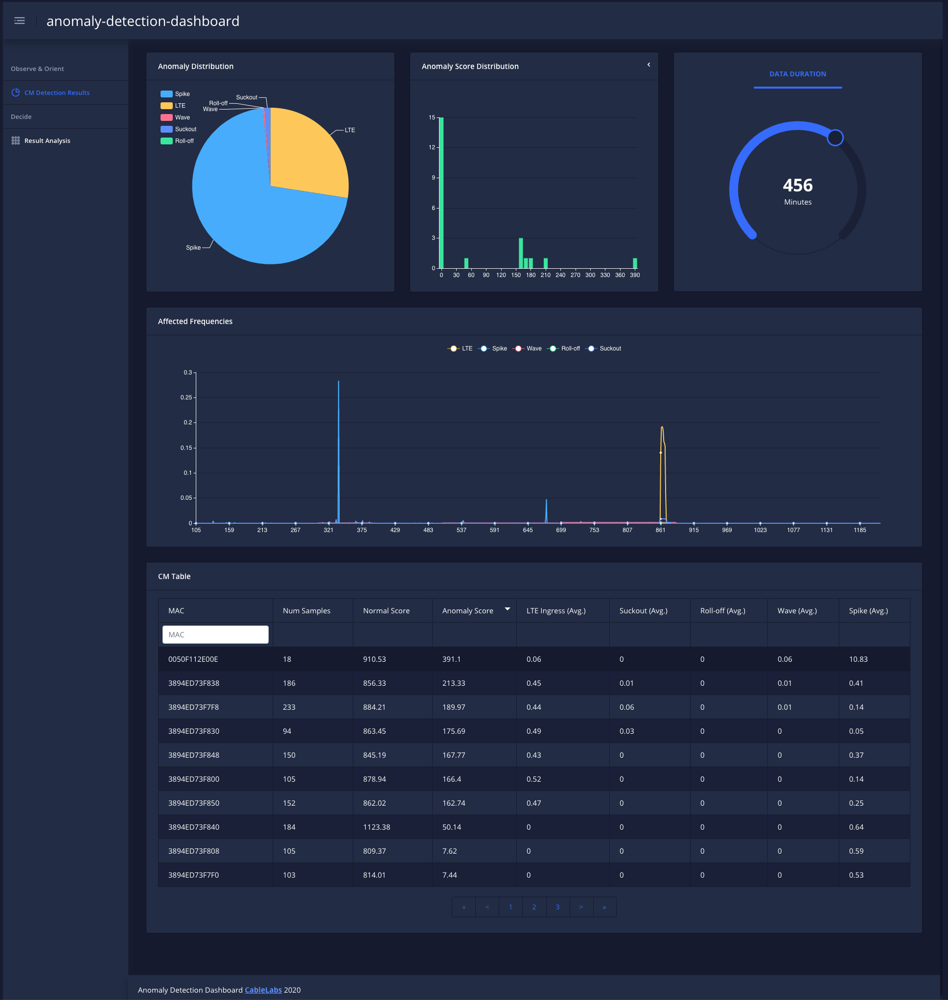 anomaly-detection-dashboard
Observe & Orient
CM Detection Results
Decide
Result Analysis
Anomaly Distribution
Spike
LTE
Wave
Suckout
Roll-off
Suckout
Roll-off
Wave
LTE
Spike
Anomaly Score Distribution
15
12
9
6
3
0
0 30 60 90 120 150 180 210 240 270 300 330 360 390
DATA DURATION
456
Minutes
Affected Frequencies
LTE Spike Wave Roll-off Suckout
0.3
0.25
0.2
0.15
0.1
0.05
0
105 159 213 267 321 375 429 483 537 591 645 699 753 807 861 915 969 1023 1077 1131 1185
CM Table
MAC Num Samples Normal Score Anomaly Score LTE Ingress (Avg.) Suckout (Avg.) Roll-off (Avg.) Wave (Avg.) Spike (Avg.)
MAC
0050F112E00E 18 910.53 391.1 0.06 0 0 0.06 10.83
3894ED73F838 186 856.33 213.33 0.45 0.01 0 0.01 0.41
3894ED73F7F8 233 884.21 189.97 0.44 0.06 0 0.01 0.14
3894ED73F830 94 863.45 175.69 0.49 0.03 0 0 0.05
3894ED73F848 150 845.19 167.77 0.43 0 0 0 0.37
3894ED73F800 105 878.94 166.4 0.52 0 0 0 0.14
3894ED73F850 152 862.02 162.74 0.47 0 0 0 0.25
3894ED73F840 184 1123.38 50.14 0 0 0 0 0.64
3894ED73F808 105 809.37 7.62 0 0 0 0 0.59
3894ED73F7F0 103 814.01 7.44 0 0 0 0 0.53
« < 1 2 3 > »
Anomaly Detection Dashboard CableLabs 2020